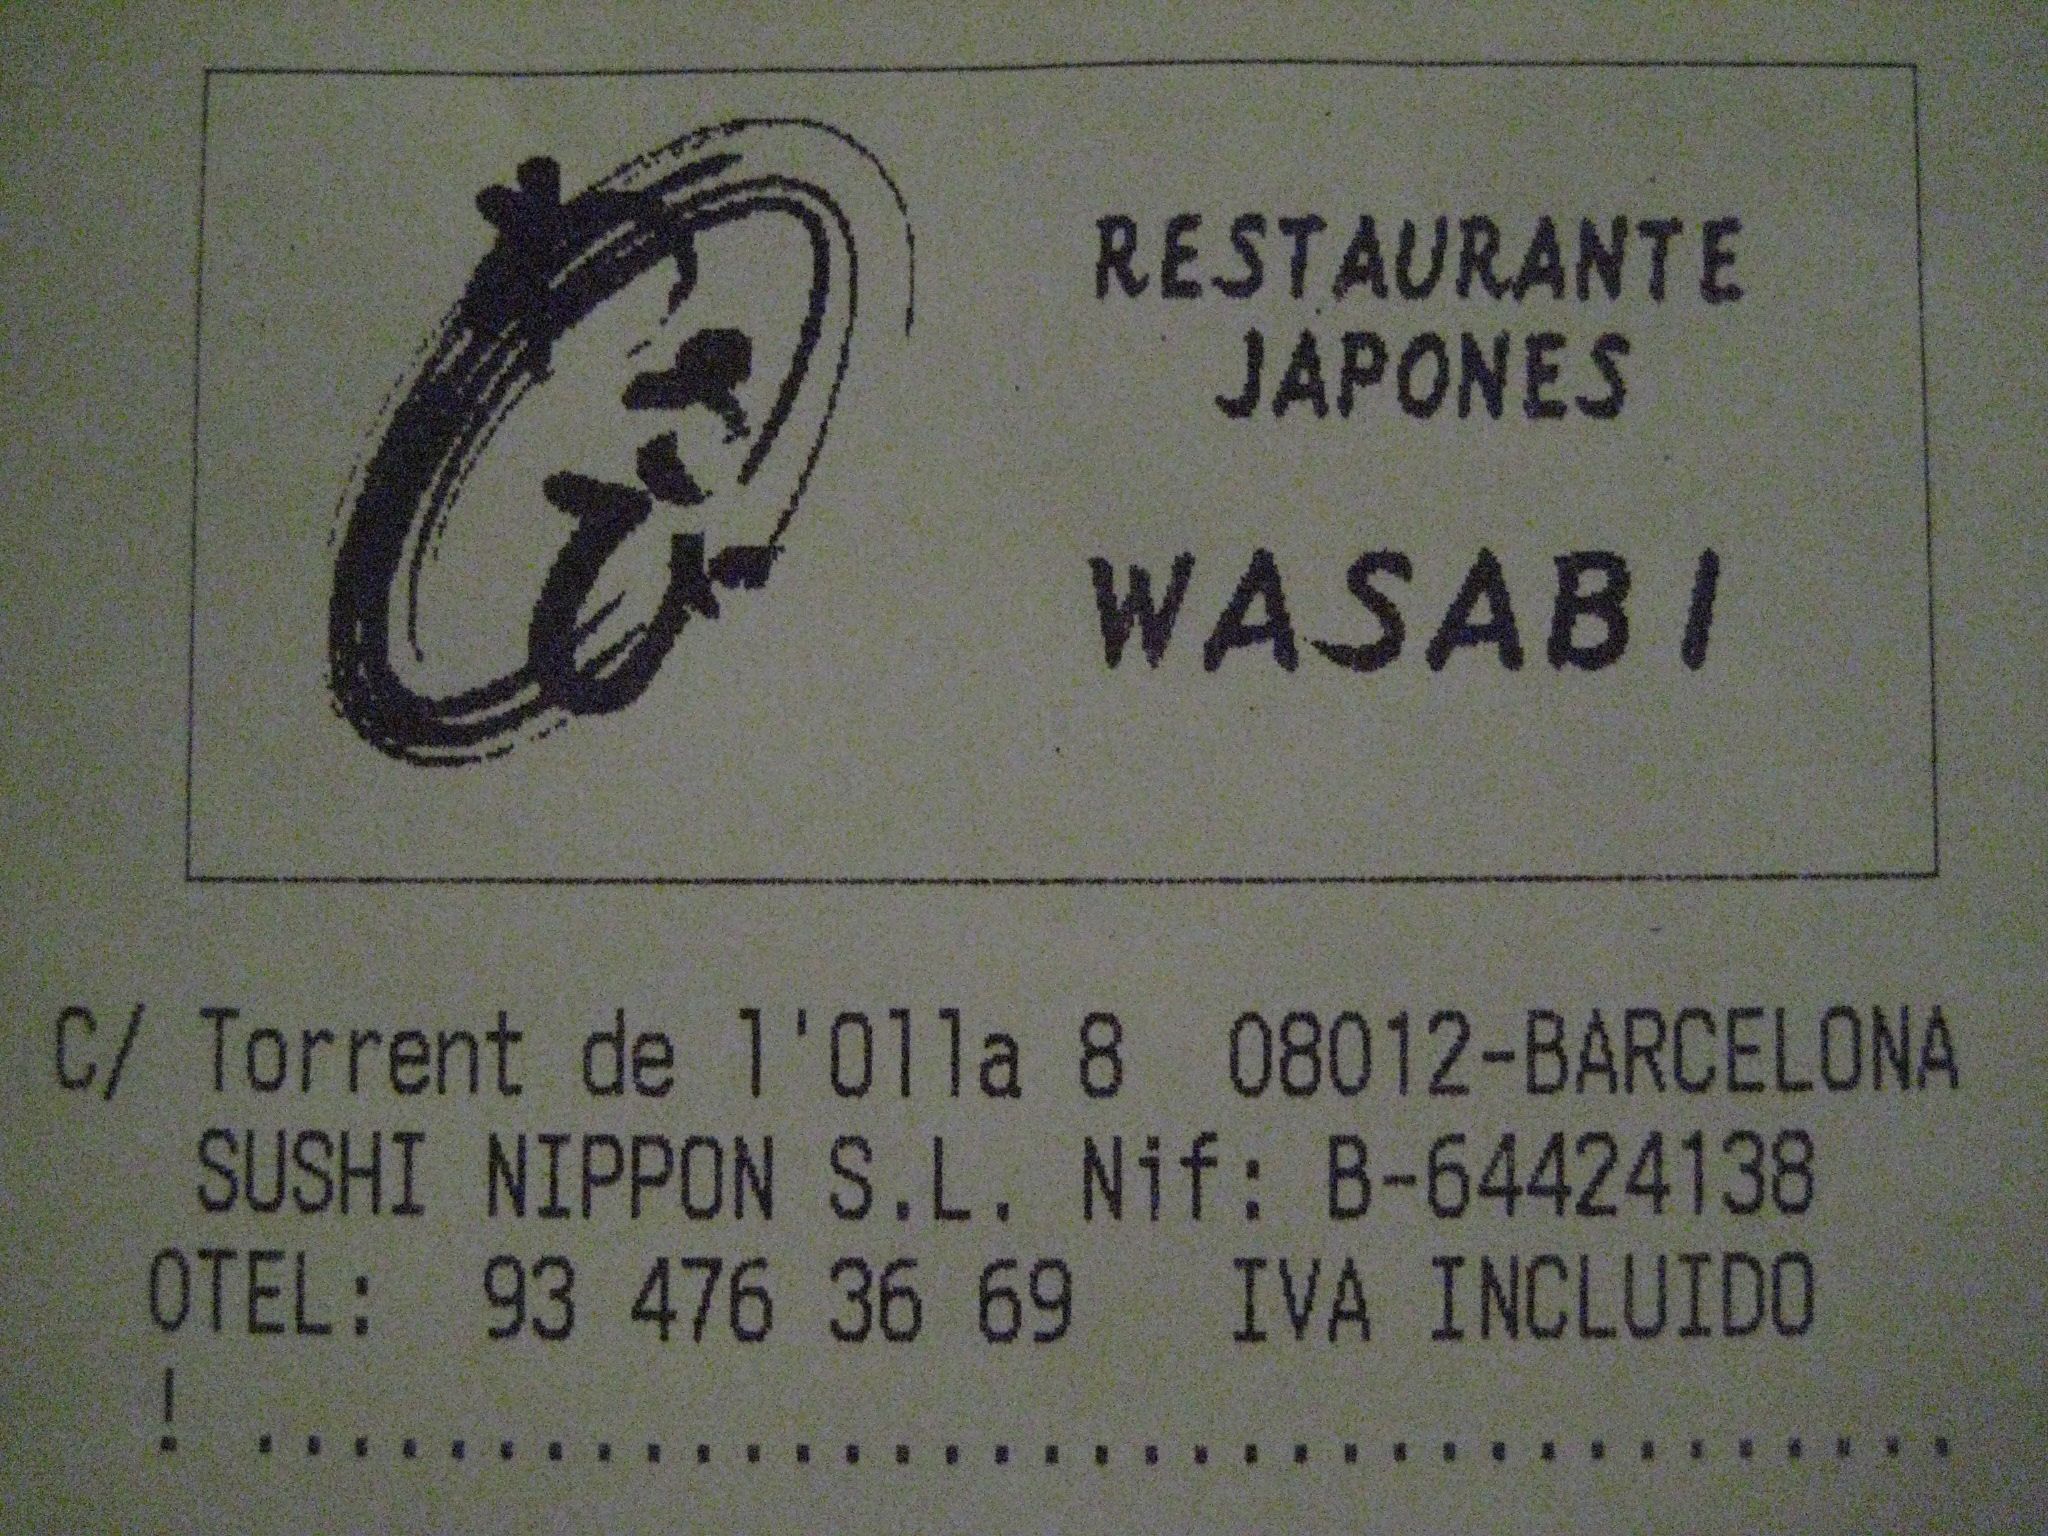 RESTAURANTE
JAPONES
WASABI
C/ Torrent de l'Olla 8 08012-BARCELONA
SUSHI NIPPON S.L. Nif: B-64424138
OTEL: 93 476 36 69 IVA INCLUIDO
! ...................................